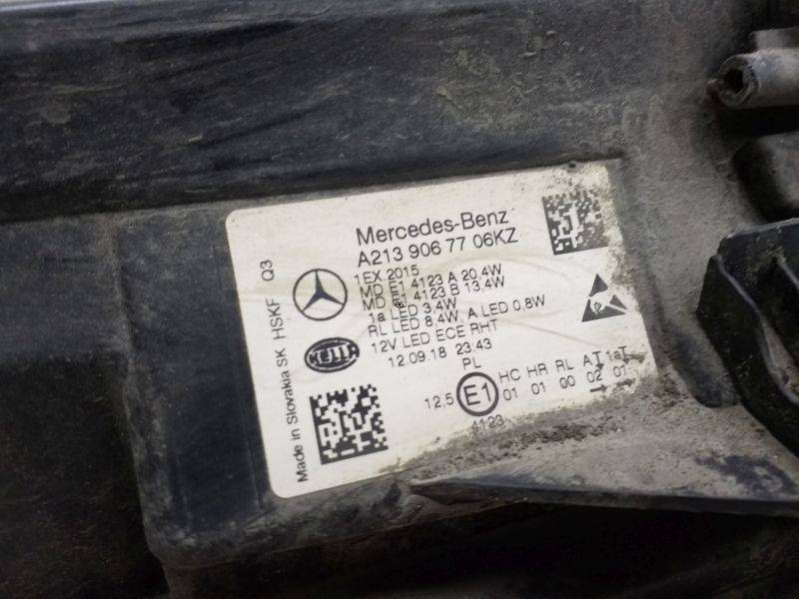 Mercedes-Benz
A213 906 77 06KZ
1EX 2015
MD E1 4123 A 20,4W
MD E1 4123 B 13,4W
1a LED 3,4W
RL LED 8,4W A LED 0,8W
12V LED ECE RHT
12.09.18 23:43
PL
HC HR RL AT 1aT
12,5 E1 01 01 00 02 01
4123
HELLA
Made in Slovakia SK HSKF Q3